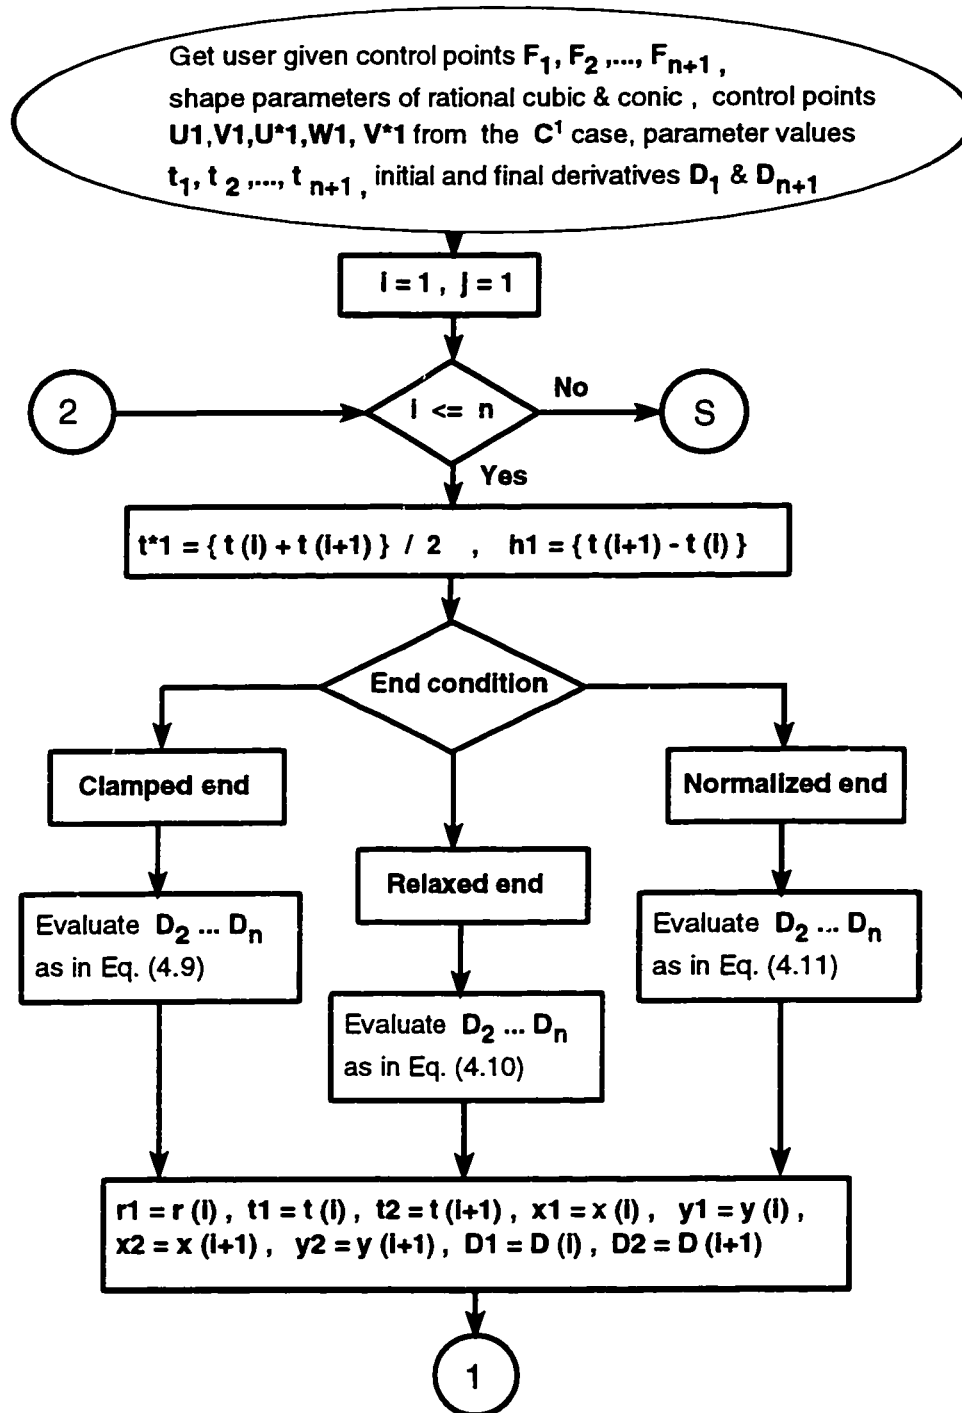 Get user given control points F1, F2 ,..., Fn+1 ,
shape parameters of rational cubic & conic , control points
U1,V1,U*1,W1, V*1 from the C¹ case, parameter values
t1, t 2 ,..., t n+1 , initial and final derivatives D1 & Dn+1
i = 1 , j = 1
2
i <= n
No
S
Yes
t*1 = { t (i) + t (i+1) } / 2 , h1 = { t (i+1) - t (i) }
End condition
Clamped end
Normalized end
Relaxed end
Evaluate D2 ... Dn
as in Eq. (4.9)
Evaluate D2 ... Dn
as in Eq. (4.11)
Evaluate D2 ... Dn
as in Eq. (4.10)
r1 = r (i) , t1 = t (i) , t2 = t (i+1) , x1 = x (i) , y1 = y (i) ,
x2 = x (i+1) , y2 = y (i+1) , D1 = D (i) , D2 = D (i+1)
1